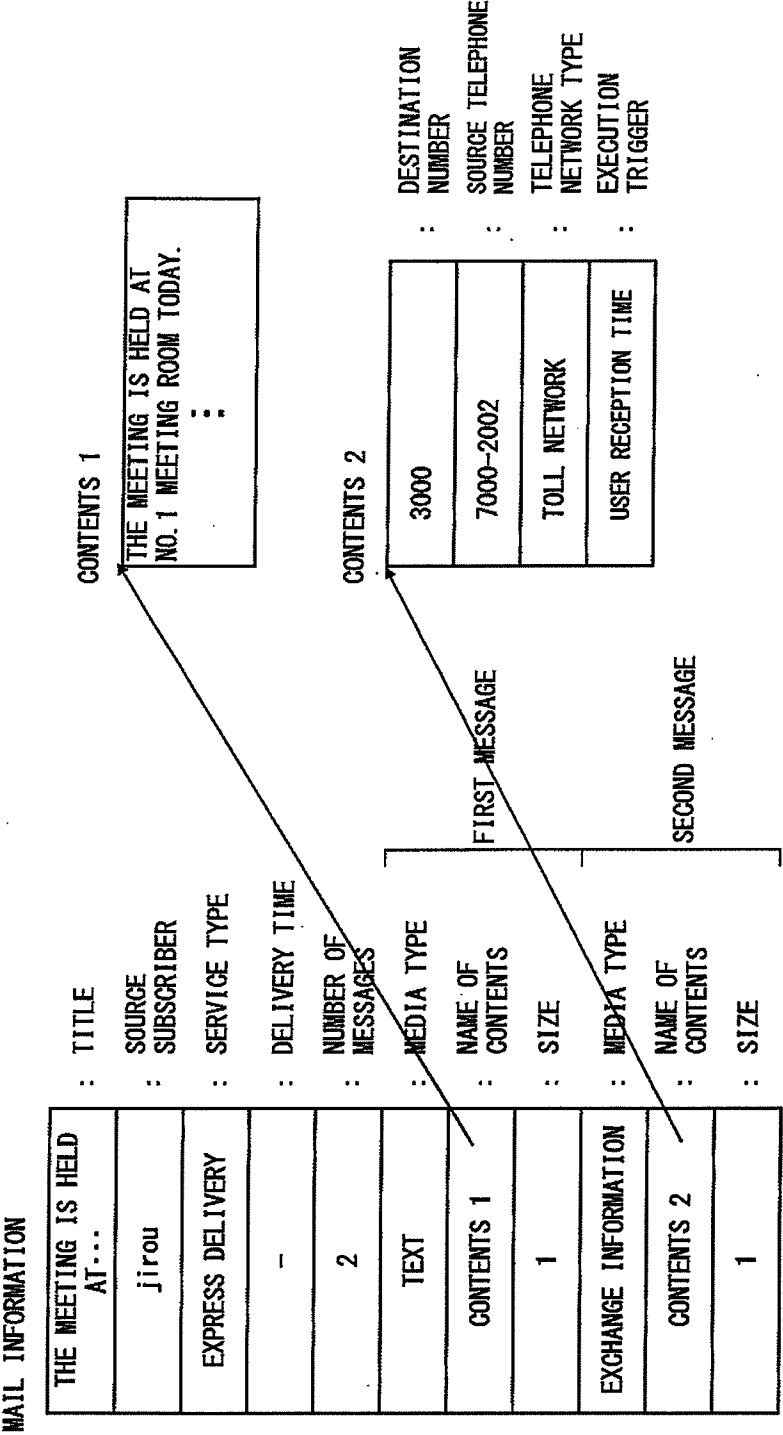 MAIL INFORMATION
THE MEETING IS HELD
AT...
: TITLE
jirou
: SOURCE
SUBSCRIBER
EXPRESS DELIVERY
: SERVICE TYPE
-
: DELIVERY TIME
2
: NUMBER OF
MESSAGES
TEXT
: MEDIA TYPE
CONTENTS 1
: NAME OF
CONTENTS
1
: SIZE
FIRST MESSAGE
EXCHANGE INFORMATION
: MEDIA TYPE
CONTENTS 2
: NAME OF
CONTENTS
1
: SIZE
SECOND MESSAGE
CONTENTS 1
THE MEETING IS HELD AT
NO.1 MEETING ROOM TODAY.
:
CONTENTS 2
3000
: DESTINATION
NUMBER
7000-2002
: SOURCE TELEPHONE
NUMBER
TOLL NETWORK
: TELEPHONE
NETWORK TYPE
USER RECEPTION TIME
: EXECUTION
TRIGGER